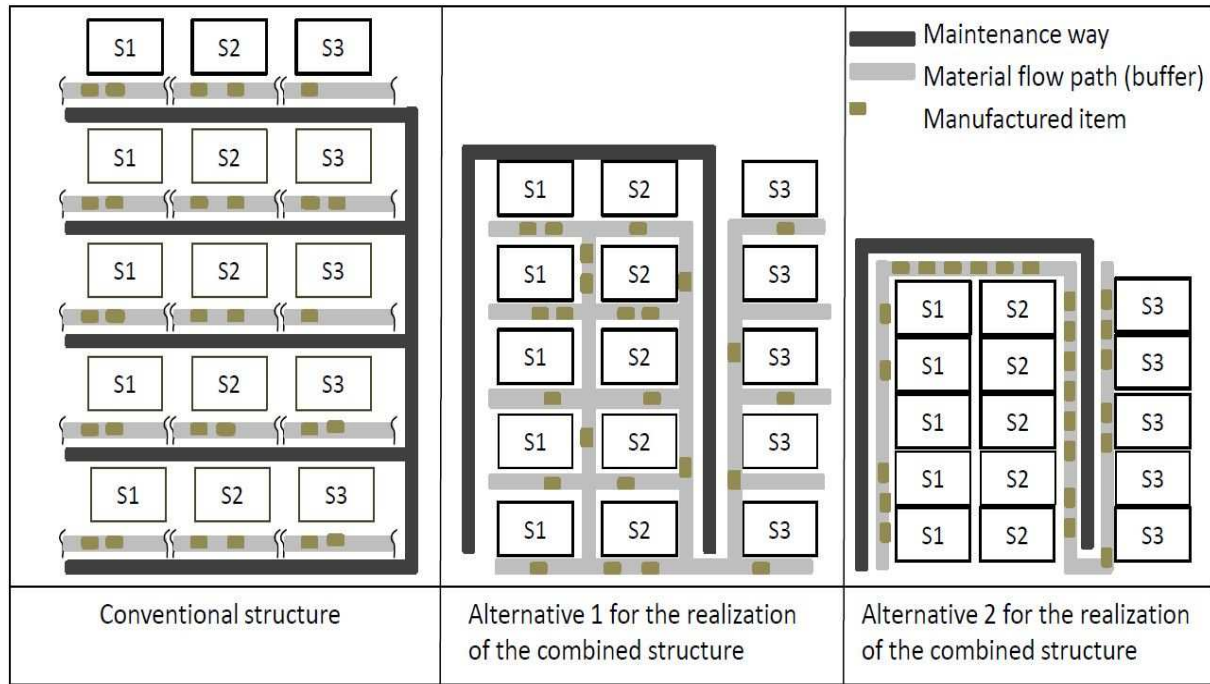 S1 S2 S3
S1 S2 S3
S1 S2 S3
S1 S2 S3
S1 S2 S3
Conventional structure
S1 S2 S3
S1 S2 S3
S1 S2 S3
S1 S2 S3
S1 S2 S3
Alternative 1 for the realization
of the combined structure
Maintenance way
Material flow path (buffer)
Manufactured item
S1 S2 S3
S1 S2 S3
S1 S2 S3
S1 S2 S3
S1 S2 S3
Alternative 2 for the realization
of the combined structure